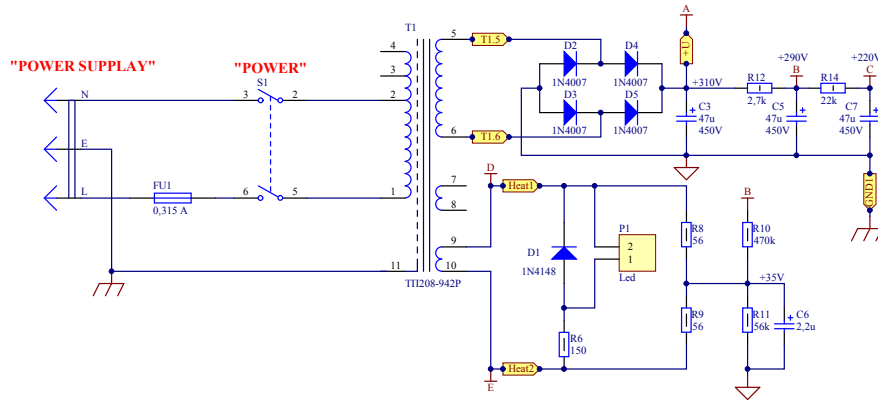 A
T1
"POWER SUPPLAY"
"POWER"
4
3
5
T1.5
+U
D2
1N4007
D4
1N4007
+290V
+220V
B
C
S1
N
3
2
2
D3
1N4007
D5
1N4007
+310V
R12
2,7k
R14
22k
C3
47u
450V
C5
47u
450V
C7
47u
450V
E
6
T1.6
L
FU1
0,315 A
6
5
1
D
Heat1
7
8
GND1
B
P1
2
1
Led
R8
56
R10
470k
9
10
11
ТП208-942Р
D1
1N4148
+35V
R9
56
R11
56k
C6
2,2u
R6
150
Heat2
E